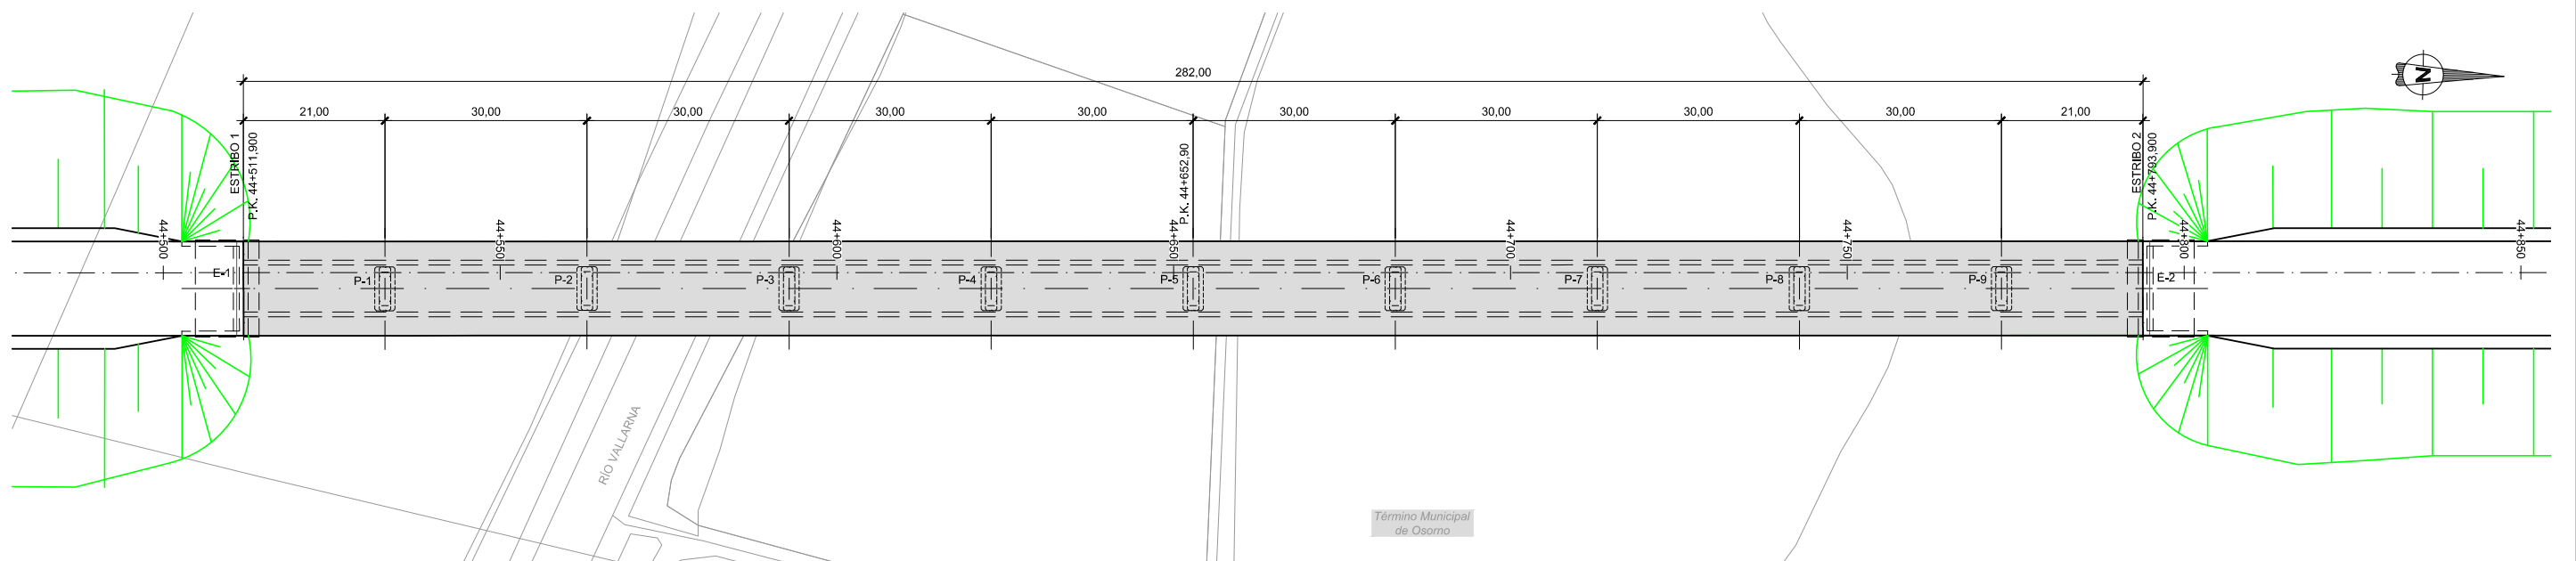 282,00
21,00
30,00
30,00
30,00
30,00
30,00
30,00
30,00
30,00
21,00
N
ESTRIBO 1
P.K. 44+511,900
P.K. 44+652,90
ESTRIBO 2
P.K. 44+793,900
44+500
44+550
44+600
44+650
44+700
44+750
44+800
44+850
E-1
P-1
P-2
P-3
P-4
P-5
P-6
P-7
P-8
P-9
E-2
RÍO VALLARNA
Término Municipal
de Osorno